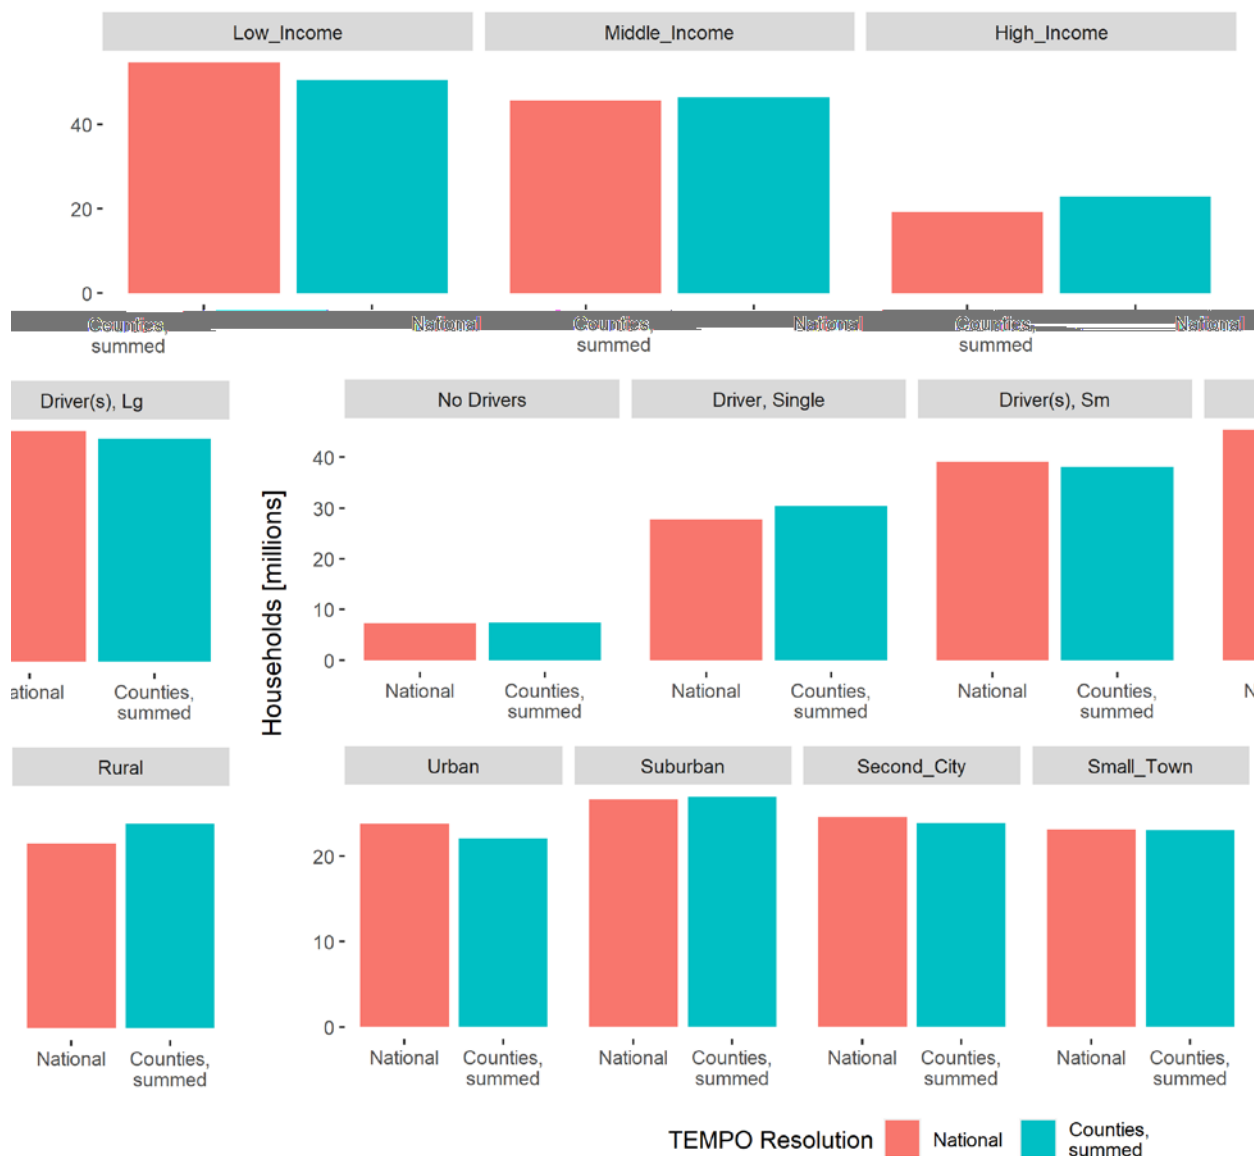 Low_Income
Middle_Income
High_Income
40
20
0
Counties,
summed
National
Counties,
summed
National
Counties,
summed
National
Driver(s), Lg
No Drivers
Driver, Single
Driver(s), Sm
Households [millions]
40
30
20
10
0
ational
Counties,
summed
National
Counties,
summed
National
Counties,
summed
National
Counties,
summed
N
Rural
Urban
Suburban
Second_City
Small_Town
20
10
0
National
Counties,
summed
National
Counties,
summed
National
Counties,
summed
National
Counties,
summed
National
Counties,
summed
TEMPO Resolution
National
Counties,
summed